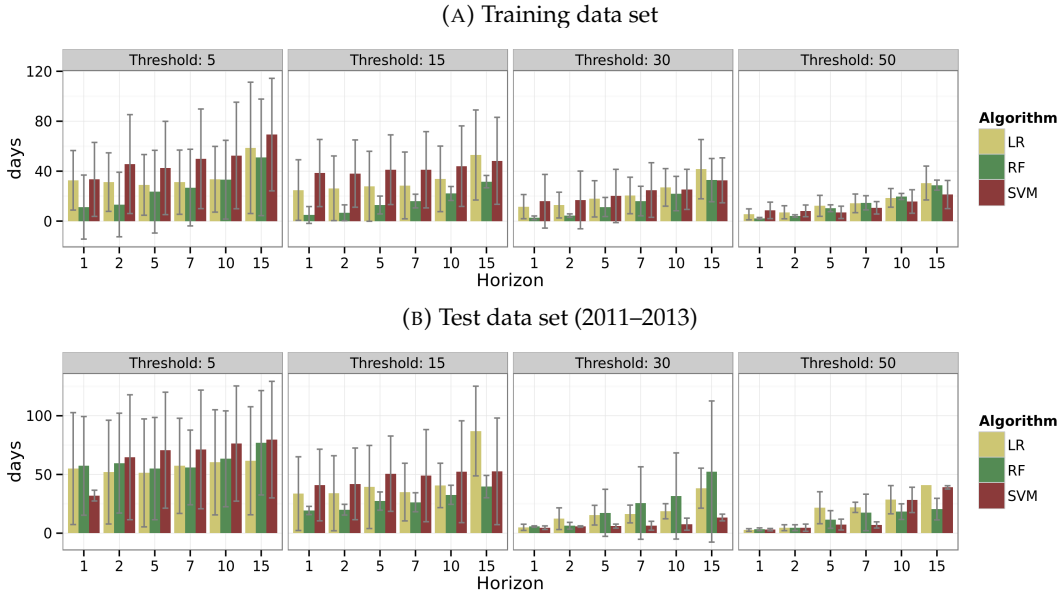 (A) Training data set
Threshold: 5
Threshold: 15
Threshold: 30
Threshold: 50
120
80
40
0
days
1 2 5 7 10 15
1 2 5 7 10 15
1 2 5 7 10 15
1 2 5 7 10 15
Horizon
Algorithm
LR
RF
SVM
(B) Test data set (2011–2013)
Threshold: 5
Threshold: 15
Threshold: 30
Threshold: 50
100
50
0
days
1 2 5 7 10 15
1 2 5 7 10 15
1 2 5 7 10 15
1 2 5 7 10 15
Horizon
Algorithm
LR
RF
SVM